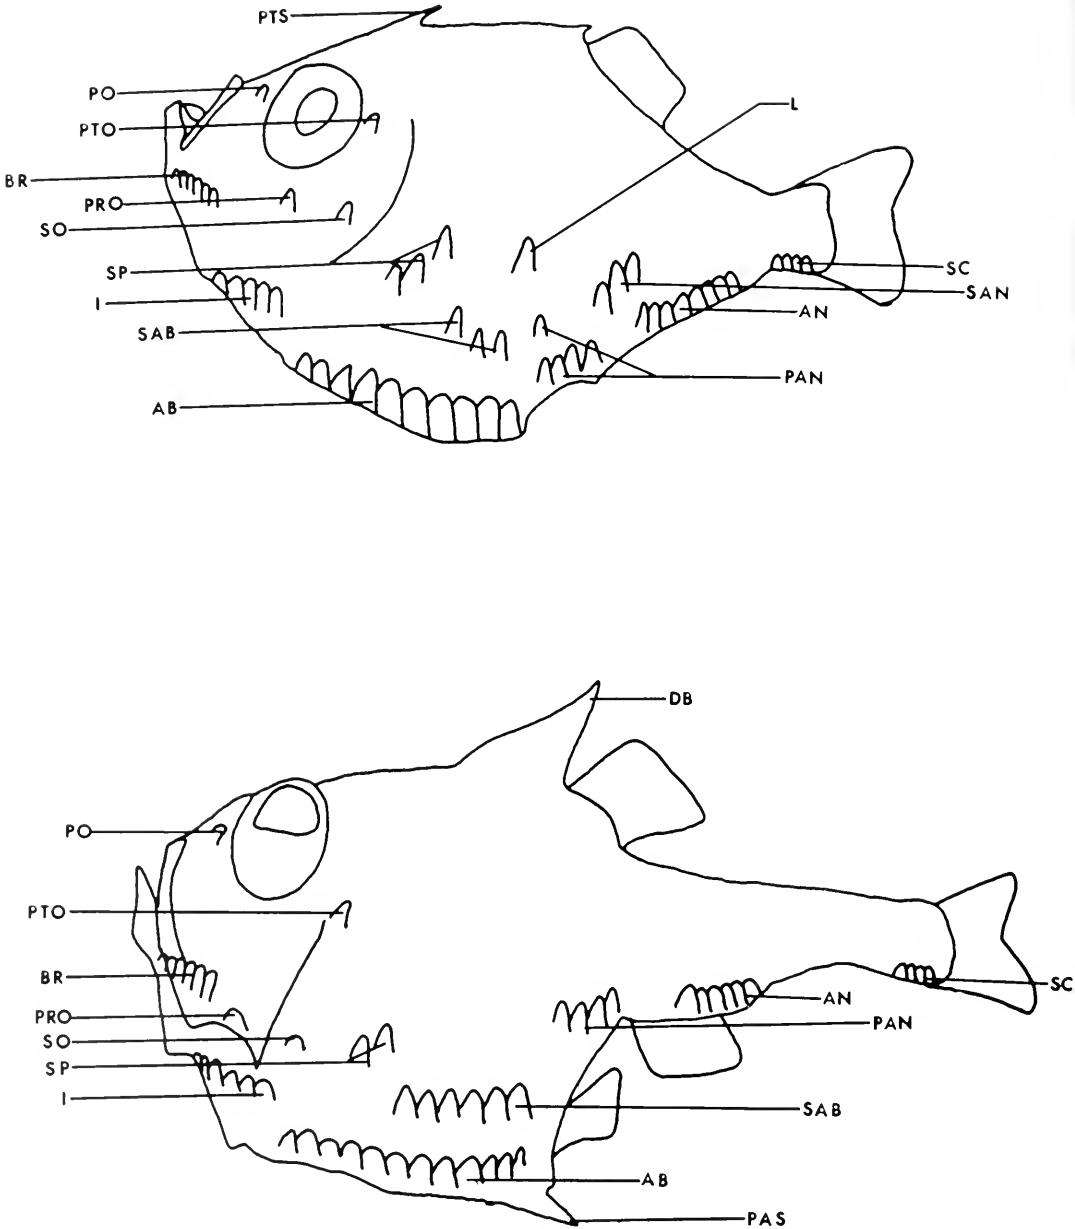 PTS
PO
L
PTO
BR
PRO
SO
SP
SC
I
SAN
AN
SAB
PAN
AB
DB
PO
PTO
BR
SC
AN
PRO
PAN
SO
SP
I
SAB
AB
PAS